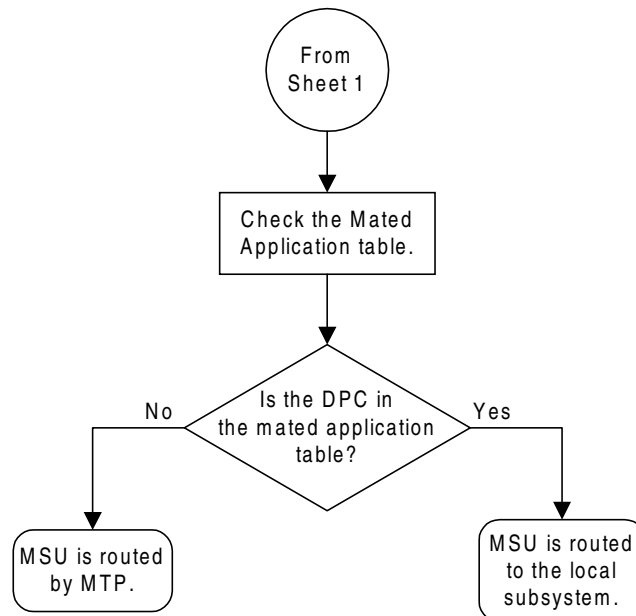 From
Sheet 1
Check the Mated
Application table.
Is the DPC in
the mated application
table?
No
Yes
MSU is routed
by MTP.
MSU is routed
to the local
subsystem.